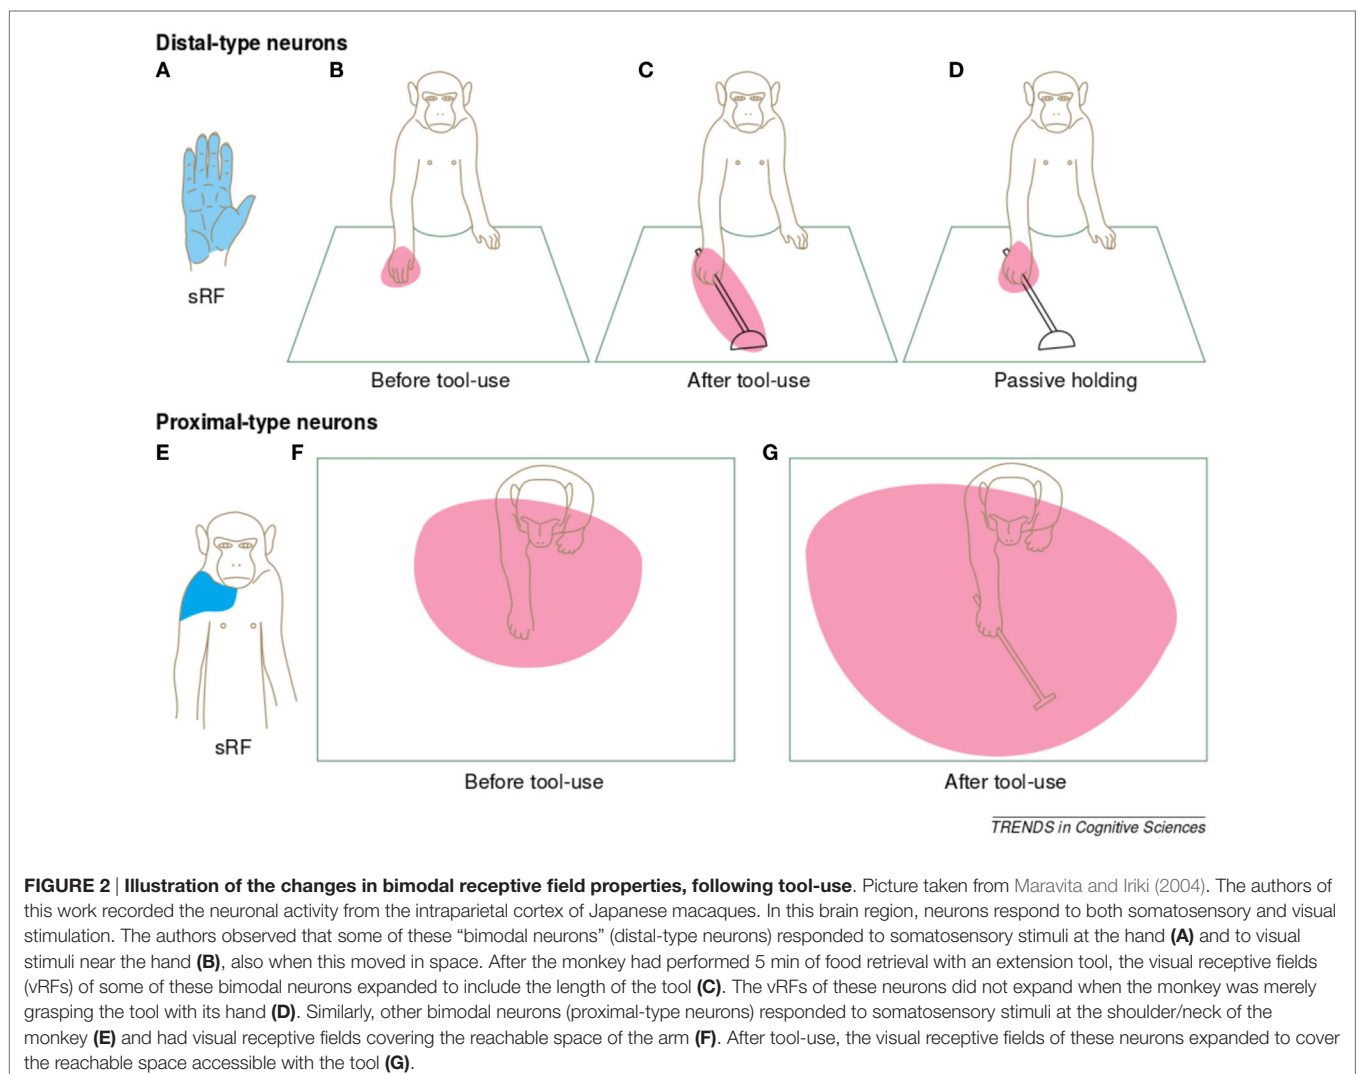 Distal-type neurons
A
B
C
D
sRF
Before tool-use
After tool-use
Passive holding
Proximal-type neurons
E
F
G
sRF
Before tool-use
After tool-use
TRENDS in Cognitive Sciences
FIGURE 2 | Illustration of the changes in bimodal receptive field properties, following tool-use. Picture taken from Maravita and Iriki (2004). The authors of
this work recorded the neuronal activity from the intraparietal cortex of Japanese macaques. In this brain region, neurons respond to both somatosensory and visual
stimulation. The authors observed that some of these “bimodal neurons” (distal-type neurons) responded to somatosensory stimuli at the hand (A) and to visual
stimuli near the hand (B), also when this moved in space. After the monkey had performed 5 min of food retrieval with an extension tool, the visual receptive fields
(vRFs) of some of these bimodal neurons expanded to include the length of the tool (C). The vRFs of these neurons did not expand when the monkey was merely
grasping the tool with its hand (D). Similarly, other bimodal neurons (proximal-type neurons) responded to somatosensory stimuli at the shoulder/neck of the
monkey (E) and had visual receptive fields covering the reachable space of the arm (F). After tool-use, the visual receptive fields of these neurons expanded to cover
the reachable space accessible with the tool (G).